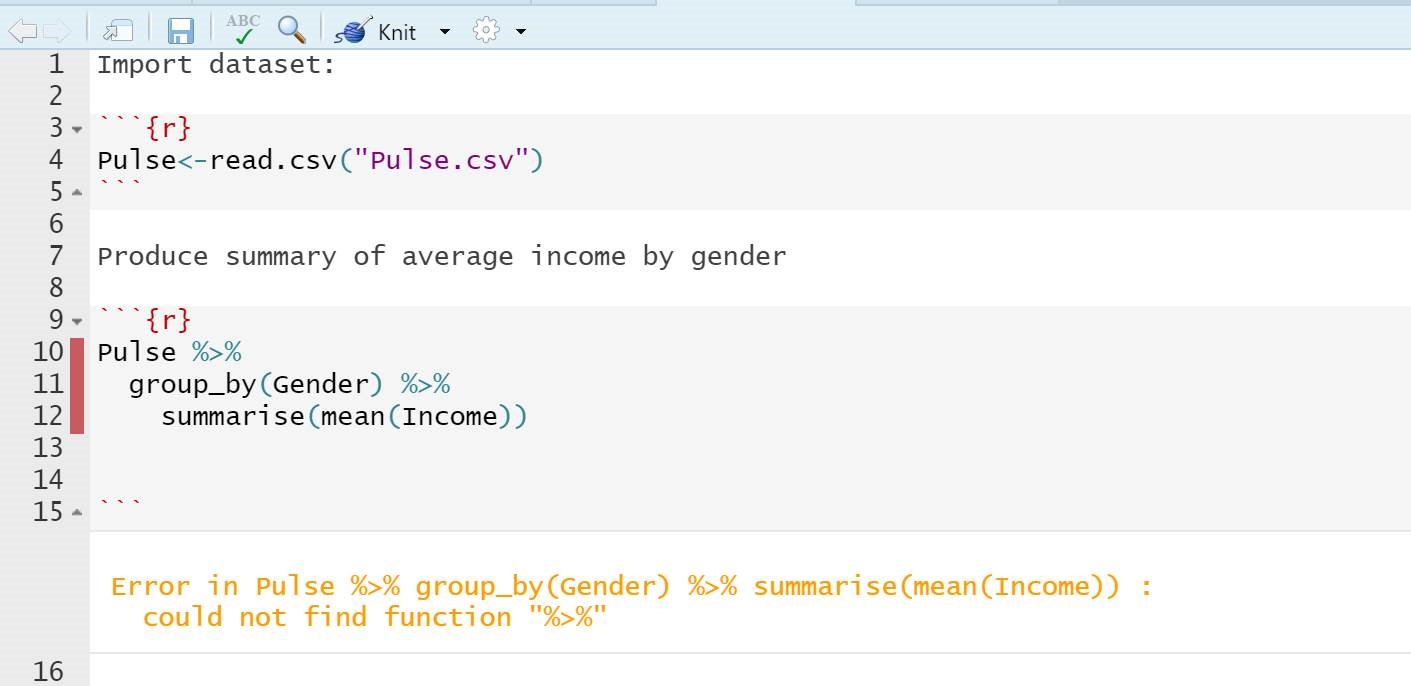 ABC
Knit
1 Import dataset:
2
3 ```{r}
4 Pulse<-read.csv("Pulse.csv")
5 ```
6
7 Produce summary of average income by gender
8
9 ```{r}
10 Pulse %>%
11 group_by(Gender) %>%
12 summarise(mean(Income))
13
14
15 ```
Error in Pulse %>% group_by(Gender) %>% summarise(mean(Income)) :
could not find function "%>%"
16